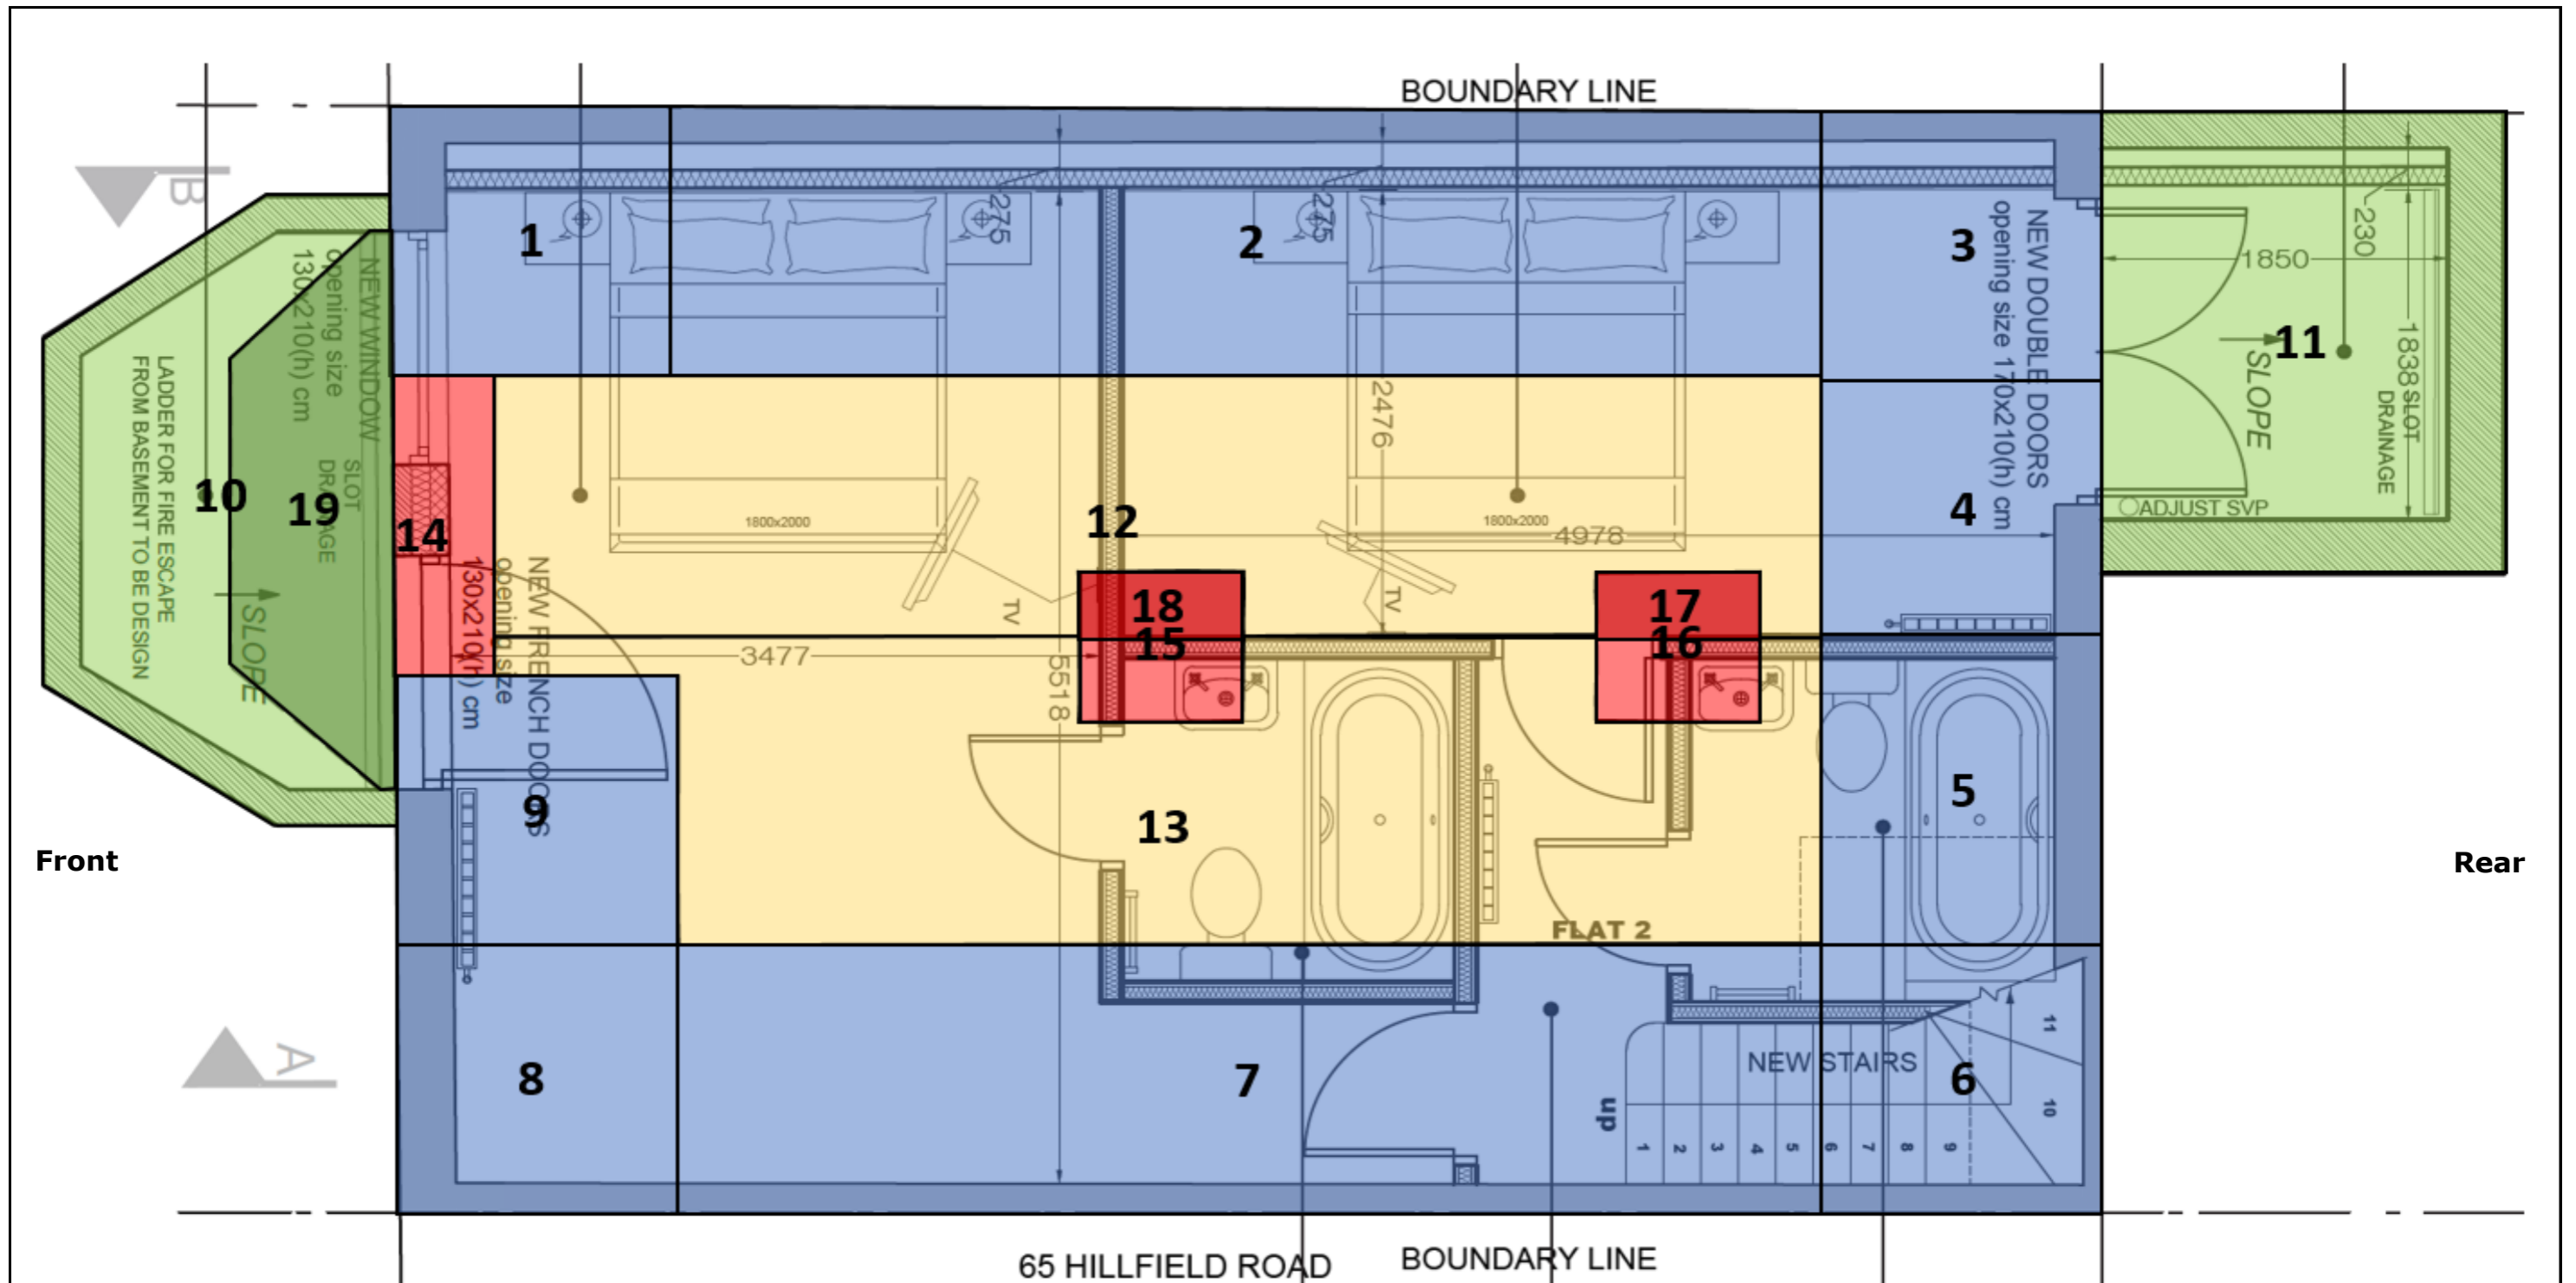 BOUNDARY LINE
B
1
275
2
275
3
NEW DOUBLE DOORS
opening size 170x210(h) cm
230
1850
11
1838
SLOT
DRAINAGE
SLOPE
ADJUST SVP
NEW WINDOW
opening size
130x210(h) cm
LADDER FOR FIRE ESCAPE
FROM BASEMENT TO BE DESIGN
10
19
SLOT
DRAINAGE
SLOPE
14
NEW FRENCH DOORS
opening size
130x210(h) cm
1800x2000
TV
12
2476
1800x2000
4978
TV
4
18
15
17
16
3477
5518
9
13
5
FLAT 2
Front
Rear
A
8
7
NEW STAIRS
6
up
1
2
3
4
5
6
7
8
9
10
11
65 HILLFIELD ROAD
BOUNDARY LINE